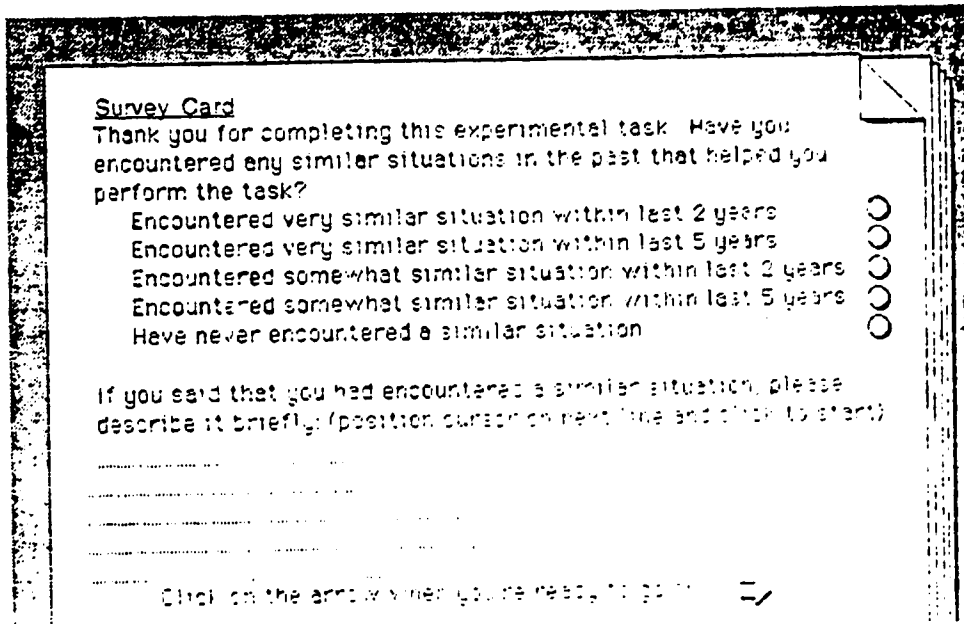 Survey Card
Thank you for completing this experimental task. Have you
encountered any similar situations in the past that helped you
perform the task?
Encountered very similar situation within last 2 years
Encountered very similar situation within last 5 years
Encountered somewhat similar situation within last 2 years
Encountered somewhat similar situation within last 5 years
Have never encountered a similar situation
If you said that you had encountered a similar situation, please
describe it briefly: (position cursor on next line and click to start)
Click on the arrow when you're ready to go